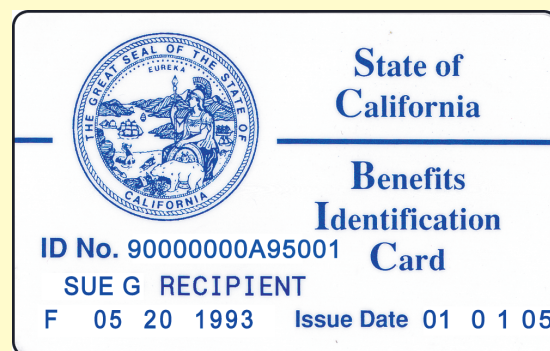 THE GREAT SEAL OF THE STATE OF CALIFORNIA
EUREKA
State of
California
Benefits
Identification
Card
ID No. 90000000A95001
SUE G RECIPIENT
F 05 20 1993 Issue Date 01 0 1 05